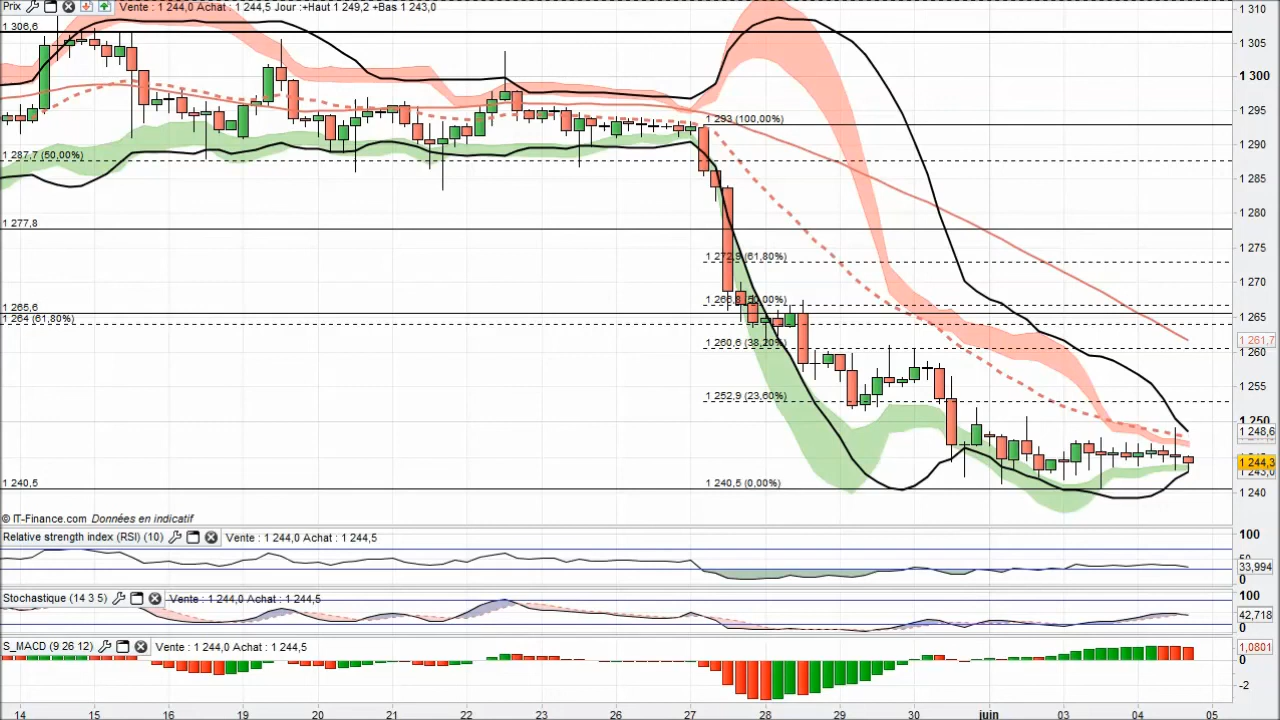 Prix Vente : 1 244,0 Achat : 1 244,5 Jour :+Haut 1 249,2 +Bas 1 243,0
1 310
1 306,6
1 305
1 300
1 295
1 293 (100,00%)
1 290
1 287,7 (50,00%)
1 285
1 280
1 277,8
1 275
1 272,9 (61,80%)
1 270
1 266,8 (50,00%)
1 265,6
1 265
1 264 (61,80%)
1 260,6 (38,20%)
1 261,7
1 260
1 255
1 252,9 (23,60%)
1 250
1 248,6
1 244,3
1 243,0
1 240,5
1 240,5 (0,00%)
1 240
© IT-Finance.com Données en indicatif
Relative strength index (RSI) (10) Vente : 1 244,0 Achat : 1 244,5
100
50
33,994
0
Stochastique (14 3 5) Vente : 1 244,0 Achat : 1 244,5
100
42,718
0
S_MACD (9 26 12) Vente : 1 244,0 Achat : 1 244,5
1,0801
0
-2
14 15 16 19 20 21 22 23 26 27 28 29 30 juin 03 04 05